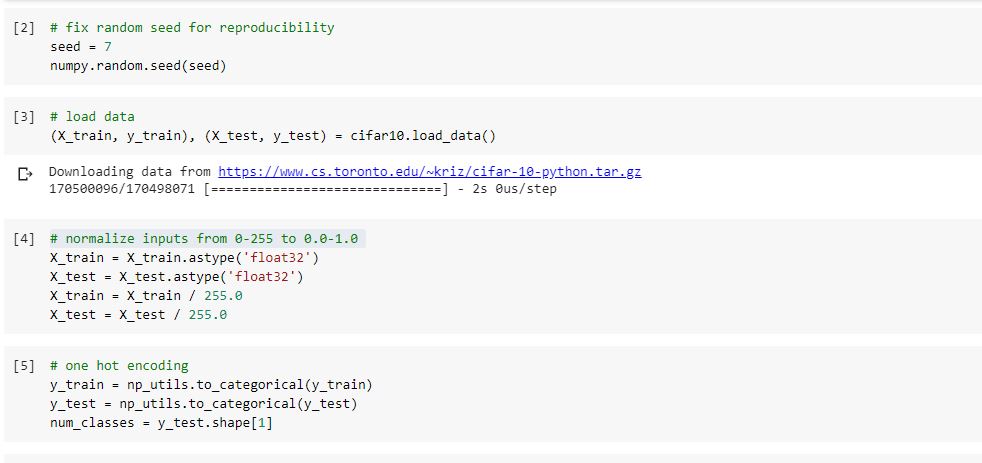 [2] # fix random seed for reproducibility
seed = 7
numpy.random.seed(seed)
[3] # load data
(X_train, y_train), (X_test, y_test) = cifar10.load_data()
Downloading data from https://www.cs.toronto.edu/~kriz/cifar-10-python.tar.gz
170500096/170498071 [==============================] - 2s 0us/step
[4] # normalize inputs from 0-255 to 0.0-1.0
X_train = X_train.astype('float32')
X_test = X_test.astype('float32')
X_train = X_train / 255.0
X_test = X_test / 255.0
[5] # one hot encoding
y_train = np_utils.to_categorical(y_train)
y_test = np_utils.to_categorical(y_test)
num_classes = y_test.shape[1]